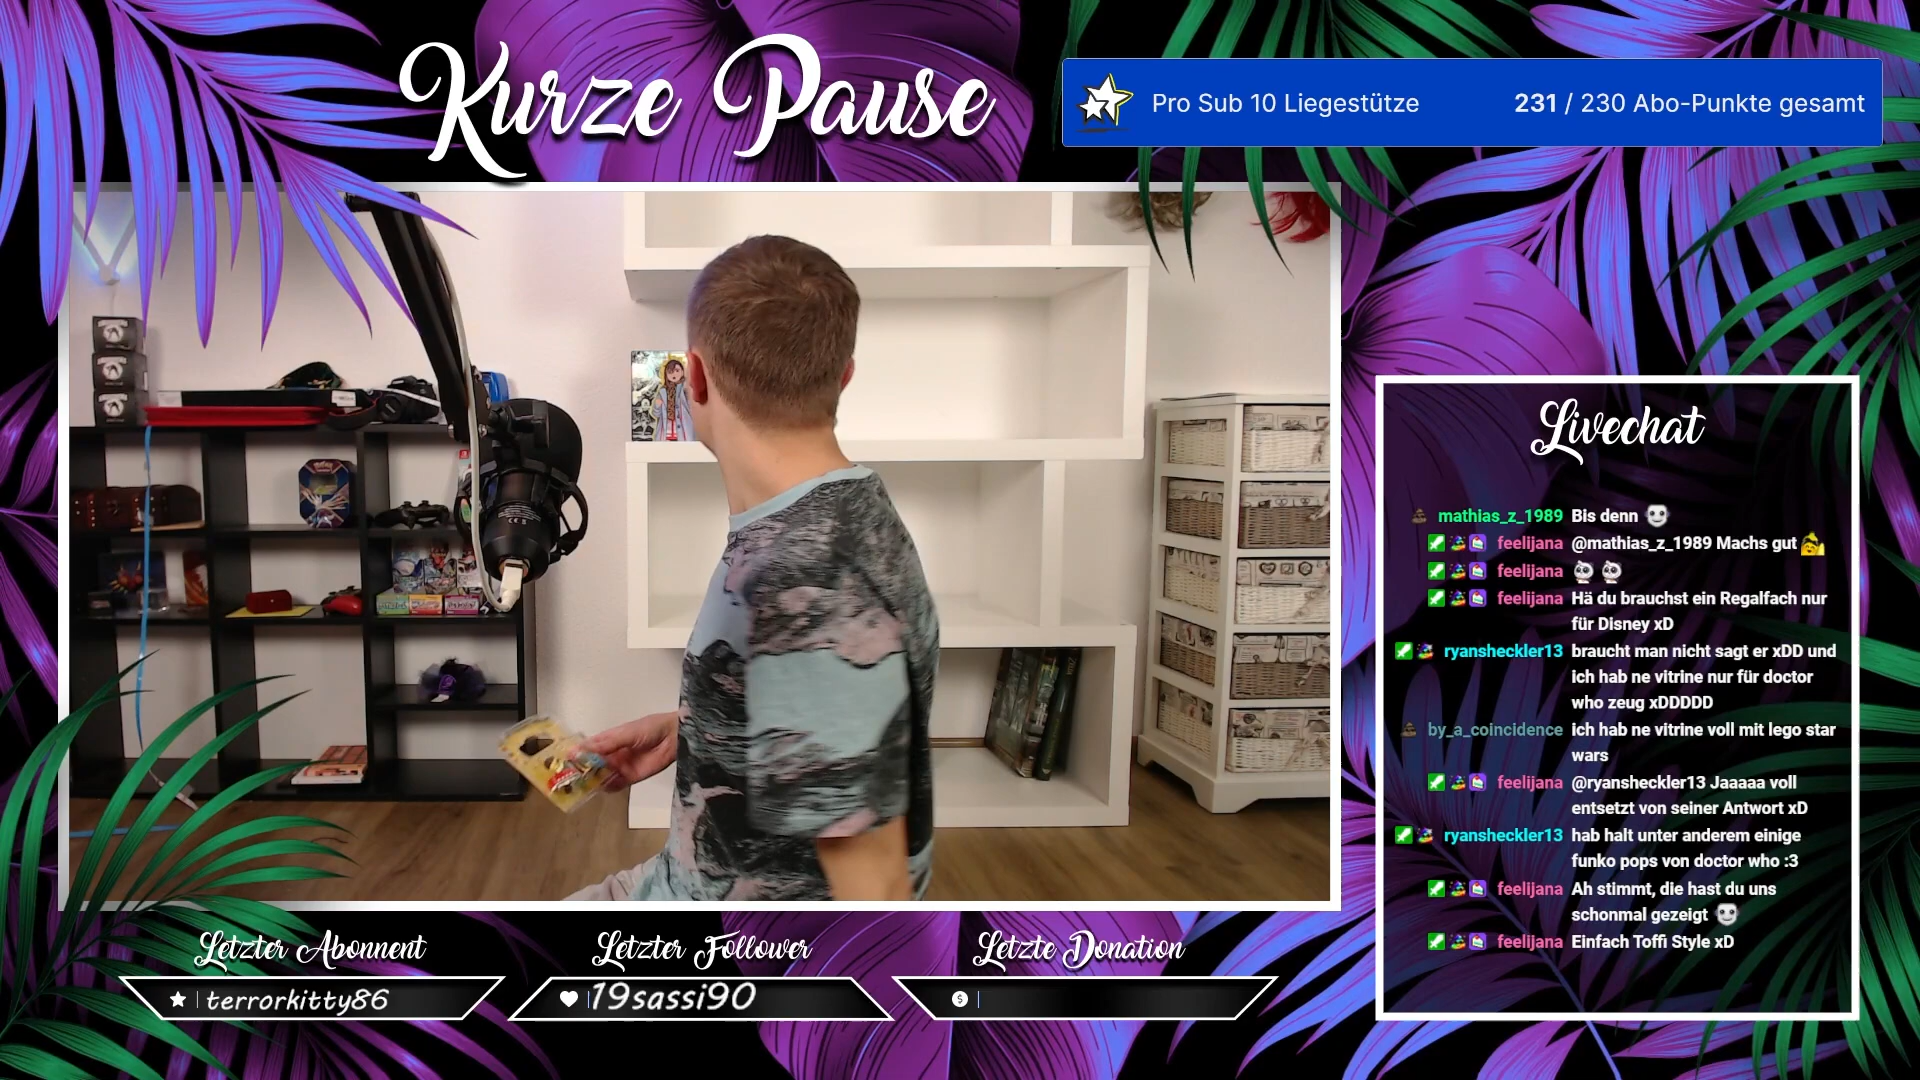 Kurze Pause
Pro Sub 10 Liegestütze
231 / 230 Abo-Punkte gesamt
Livechat
mathias_z_1989 Bis denn
feelijana @mathias_z_1989 Machs gut
feelijana
feelijana Hä du brauchst ein Regalfach nur
für Disney xD
ryansheckler13 braucht man nicht sagt er xDD und
ich hab ne vitrine nur für doctor
who zeug xDDDDD
by_a_coincidence ich hab ne vitrine voll mit lego star
wars
feelijana @ryansheckler13 Jaaaaa voll
entsetzt von seiner Antwort xD
ryansheckler13 hab halt unter anderem einige
funko pops von doctor who :3
feelijana Ah stimmt, die hast du uns
schonmal gezeigt
feelijana Einfach Toffi Style xD
Letzter Abonnent
terrorkitty86
Letzter Follower
19sassi90
Letzte Donation